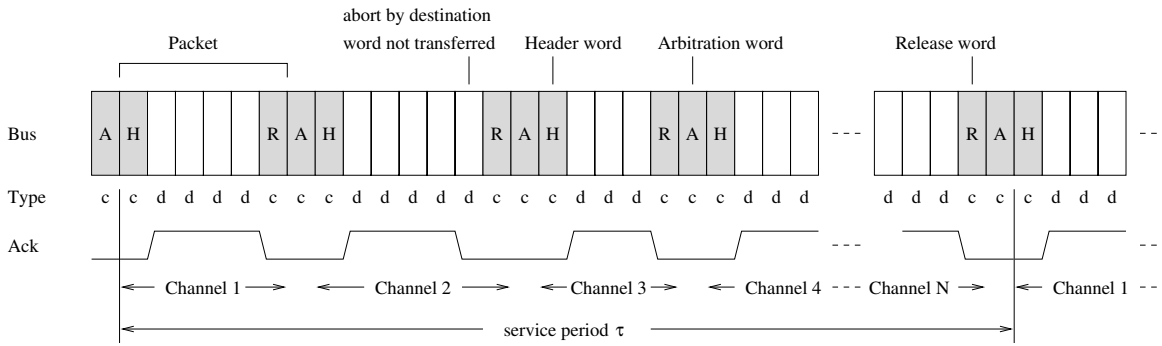 abort by destination
Packet word not transferred Header word Arbitration word Release word
Bus A H R A H R A H R A H R A H
Type c c d d d d c c c d d d d d c c c d d d c c c d d d d d d c c c d d d
Ack
Channel 1 Channel 2 Channel 3 Channel 4 Channel N Channel 1
service period τ